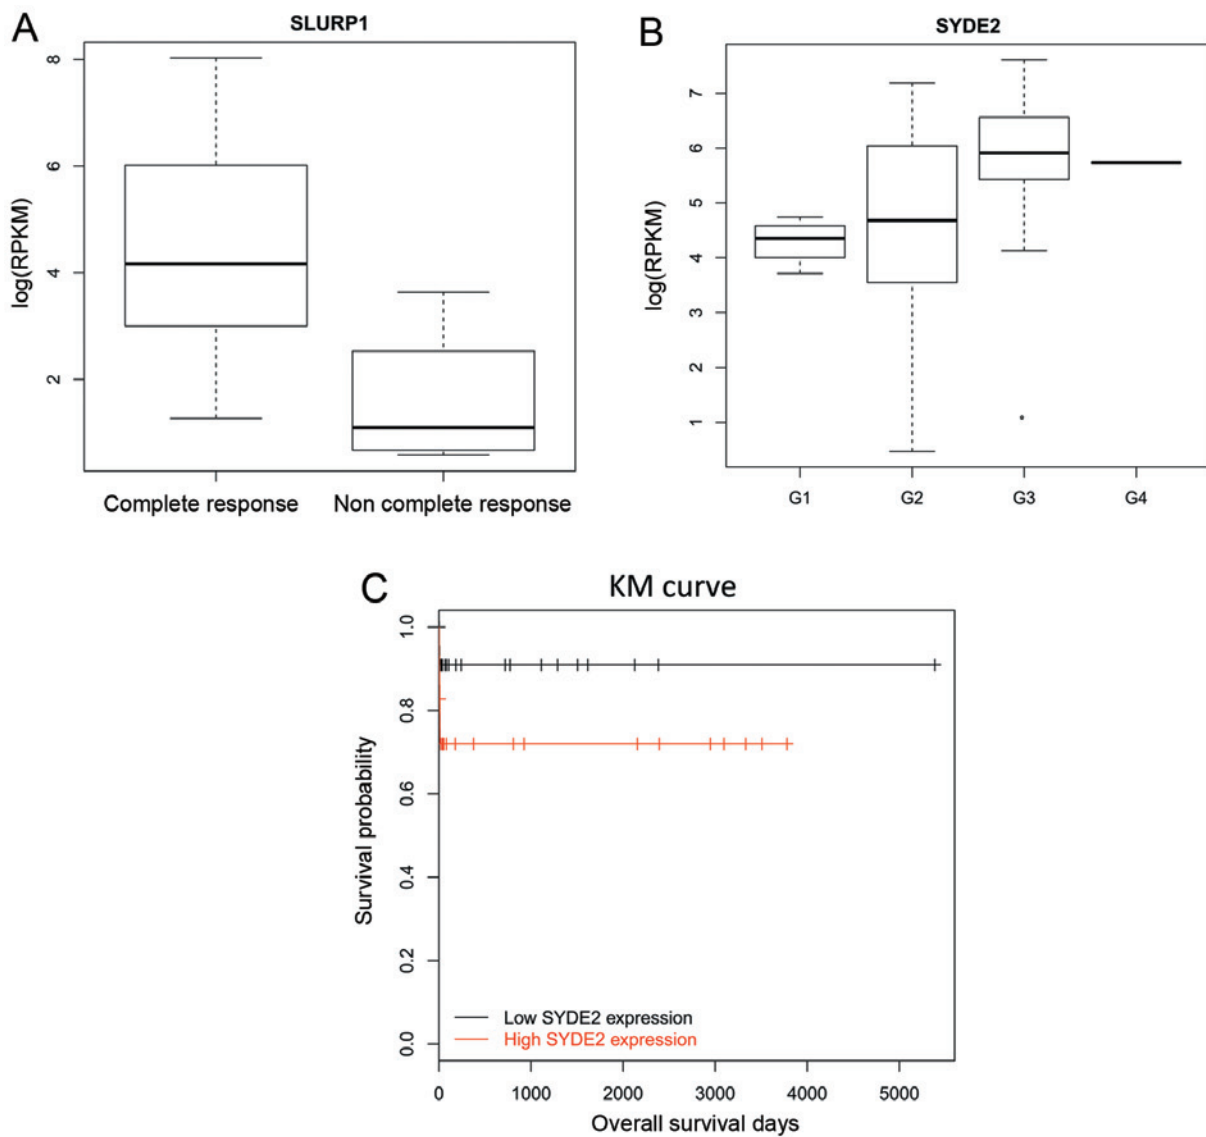 A
SLURP1
log(RPKM)
8
6
4
2
Complete response
Non complete response
B
SYDE2
log(RPKM)
7
6
5
4
3
2
1
G1
G2
G3
G4
C
KM curve
Survival probability
1.0
0.8
0.6
0.4
0.2
0.0
Low SYDE2 expression
High SYDE2 expression
0
1000
2000
3000
4000
5000
Overall survival days